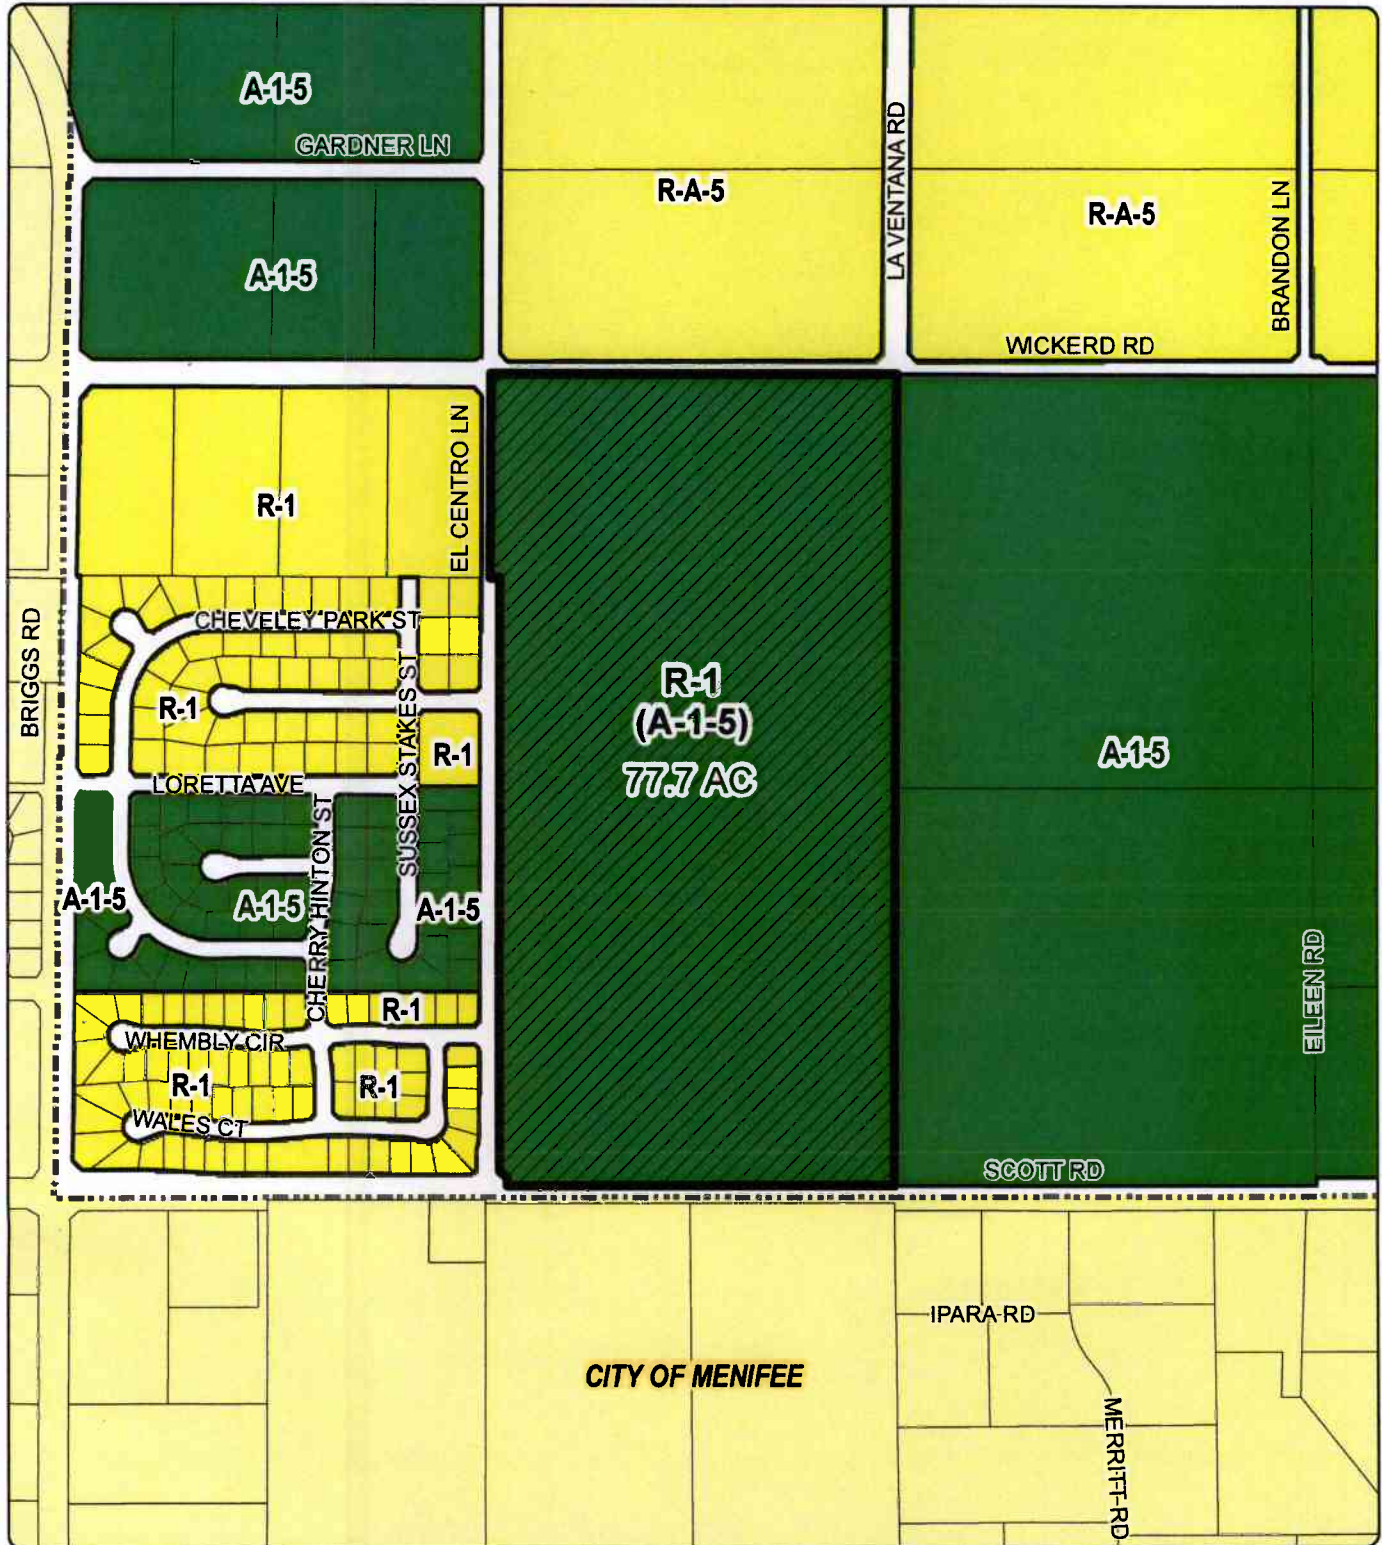 A-1-5
GARDNER LN
R-A-5
LA VENTANA RD
R-A-5
BRANDON LN
A-1-5
WICKERD RD
R-1
EL CENTRO LN
CHEVELEY PARK ST
BRIGGS RD
R-1
SUSSEX STAKES ST
R-1
LORETTA AVE
R-1
(A-1-5)
77.7 AC
A-1-5
CHERRY HINTON ST
A-1-5
A-1-5
A-1-5
EILEEN RD
R-1
WHEMBLY CIR
R-1
R-1
WALES CT
SCOTT RD
IPARA RD
CITY OF MENIFEE
MERRITT RD